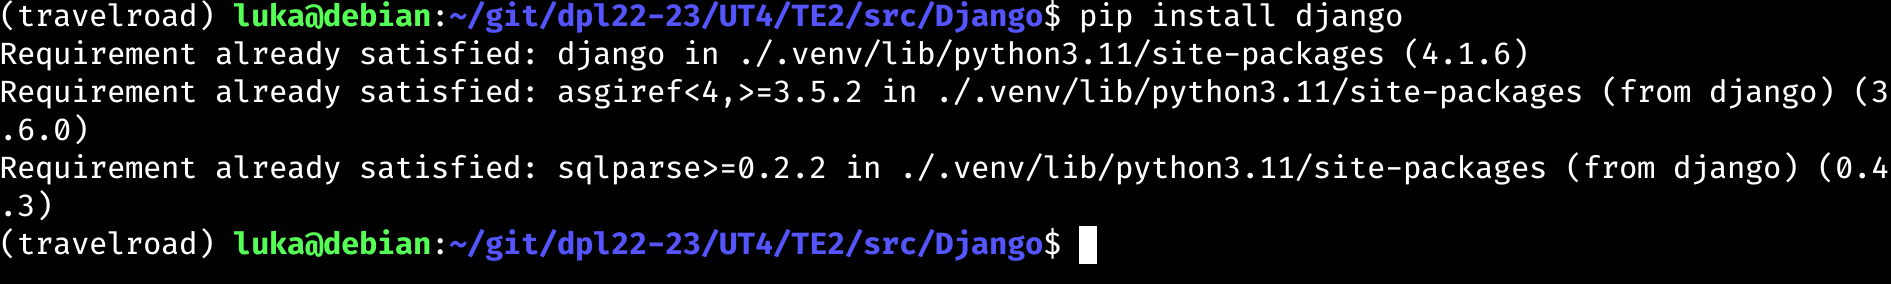 (travelroad) luka@debian:~/git/dpl22-23/UT4/TE2/src/Django$ pip install django
Requirement already satisfied: django in ./.venv/lib/python3.11/site-packages (4.1.6)
Requirement already satisfied: asgiref<4,>=3.5.2 in ./.venv/lib/python3.11/site-packages (from django) (3
.6.0)
Requirement already satisfied: sqlparse>=0.2.2 in ./.venv/lib/python3.11/site-packages (from django) (0.4
.3)
(travelroad) luka@debian:~/git/dpl22-23/UT4/TE2/src/Django$